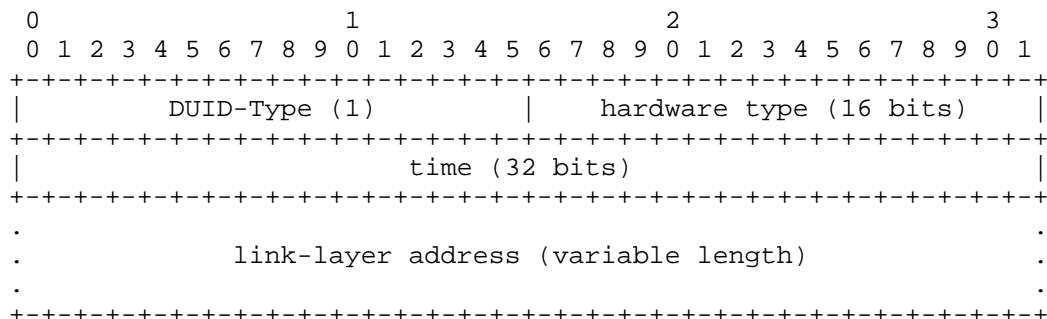 0                   1                   2                   3
 0 1 2 3 4 5 6 7 8 9 0 1 2 3 4 5 6 7 8 9 0 1 2 3 4 5 6 7 8 9 0 1
+-+-+-+-+-+-+-+-+-+-+-+-+-+-+-+-+-+-+-+-+-+-+-+-+-+-+-+-+-+-+-+-+
|         DUID-Type (1)         |    hardware type (16 bits)    |
+-+-+-+-+-+-+-+-+-+-+-+-+-+-+-+-+-+-+-+-+-+-+-+-+-+-+-+-+-+-+-+-+
|                        time (32 bits)                         |
+-+-+-+-+-+-+-+-+-+-+-+-+-+-+-+-+-+-+-+-+-+-+-+-+-+-+-+-+-+-+-+-+
.                                                               .
.             link-layer address (variable length)              .
.                                                               .
+-+-+-+-+-+-+-+-+-+-+-+-+-+-+-+-+-+-+-+-+-+-+-+-+-+-+-+-+-+-+-+-+